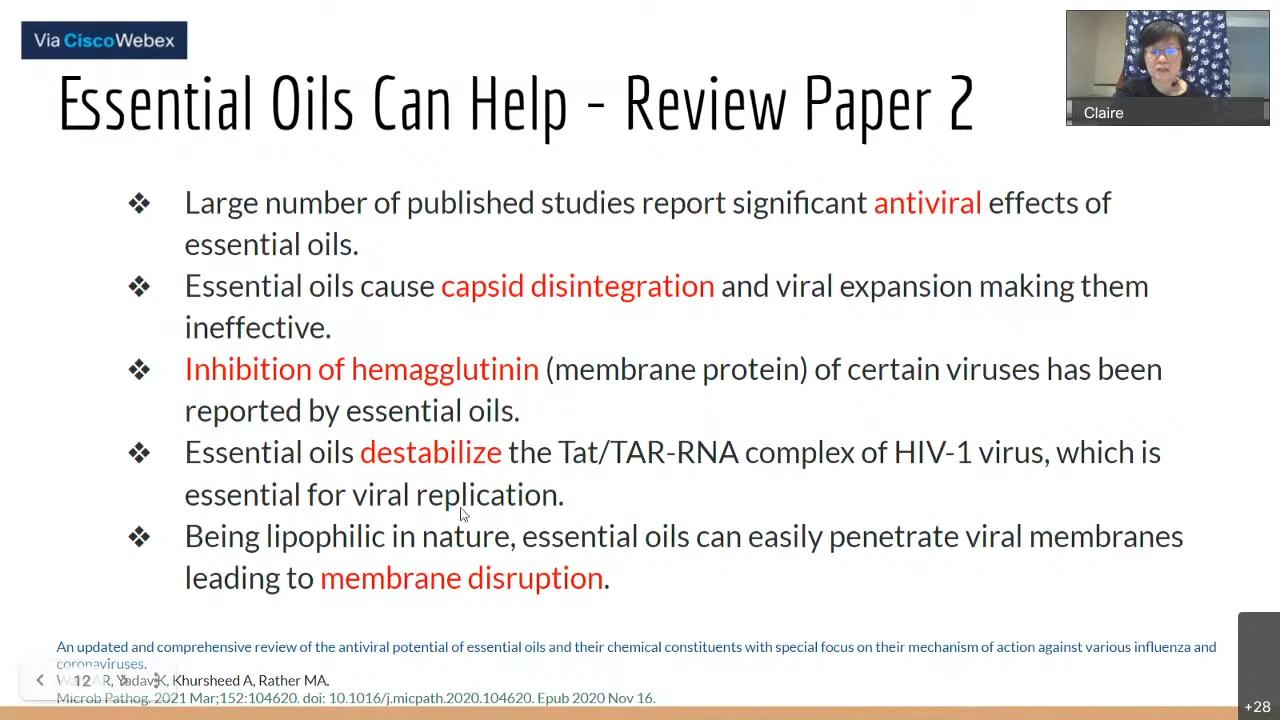 Via CiscoWebex
Essential Oils Can Help - Review Paper 2
Claire
❖ Large number of published studies report significant antiviral effects of
essential oils.
❖ Essential oils cause capsid disintegration and viral expansion making them
ineffective.
❖ Inhibition of hemagglutinin (membrane protein) of certain viruses has been
reported by essential oils.
❖ Essential oils destabilize the Tat/TAR-RNA complex of HIV-1 virus, which is
essential for viral replication.
❖ Being lipophilic in nature, essential oils can easily penetrate viral membranes
leading to membrane disruption.
An updated and comprehensive review of the antiviral potential of essential oils and their chemical constituents with special focus on their mechanism of action against various influenza and
coronaviruses.
12
Khursheed A, Rather MA.
Microb Pathog. 2021 Mar;152:104620. doi: 10.1016/j.micpath.2020.104620. Epub 2020 Nov 16.
+28